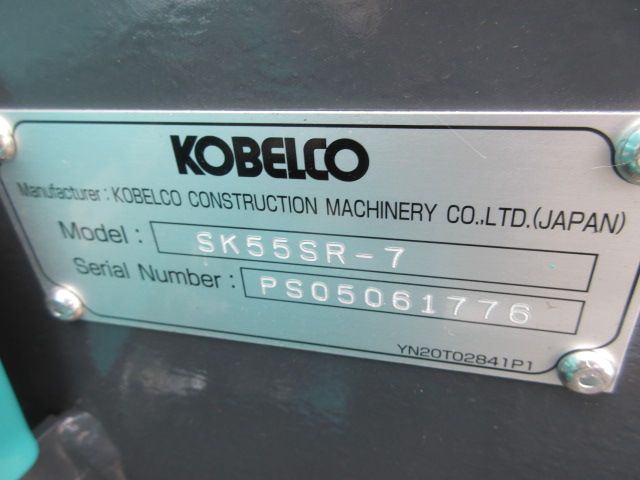 KOBELCO
Manufacturer : KOBELCO CONSTRUCTION MACHINERY CO.,LTD.(JAPAN)
Model : SK55SR-7
Serial Number : PS05061776
YN20T02841P1